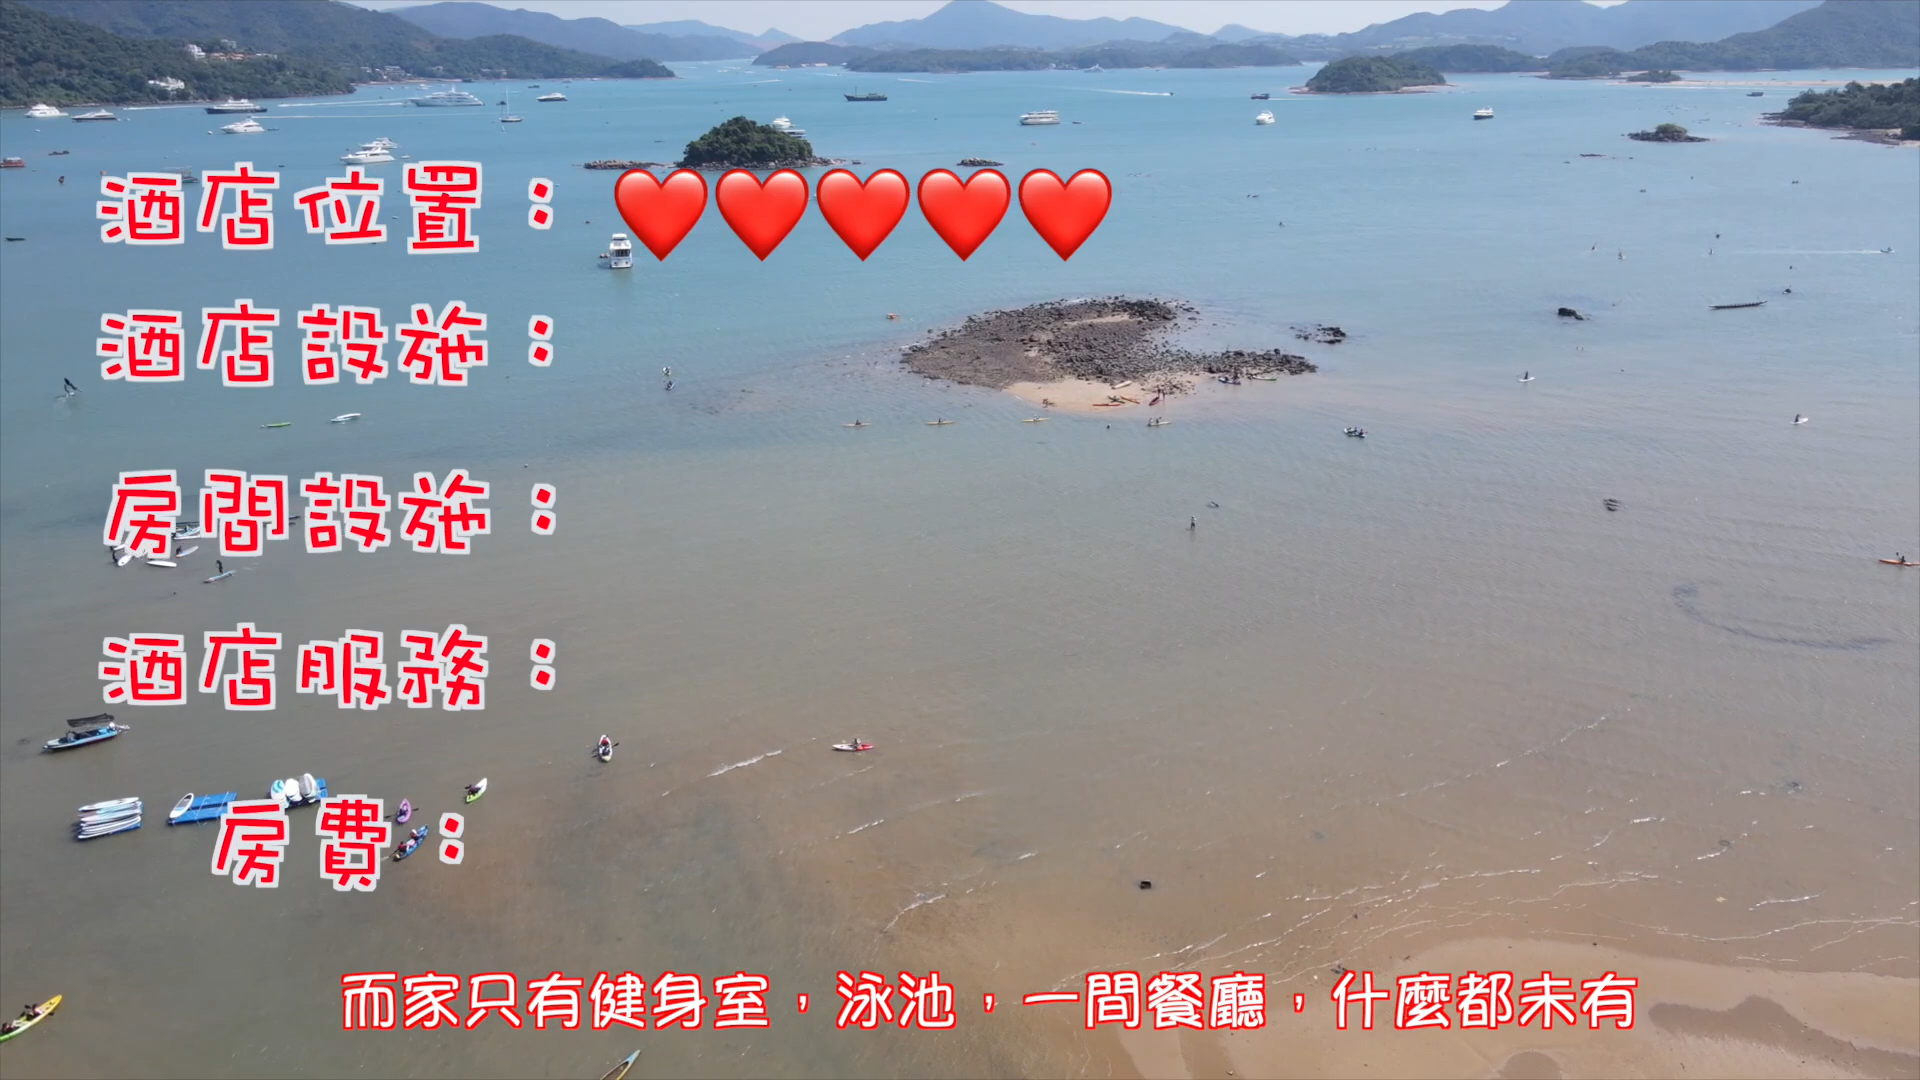 酒店位置：❤️❤️❤️❤️❤️
酒店設施：
房間設施：
酒店服務：
房費：
而家只有健身室，泳池，一間餐廳，什麼都未有